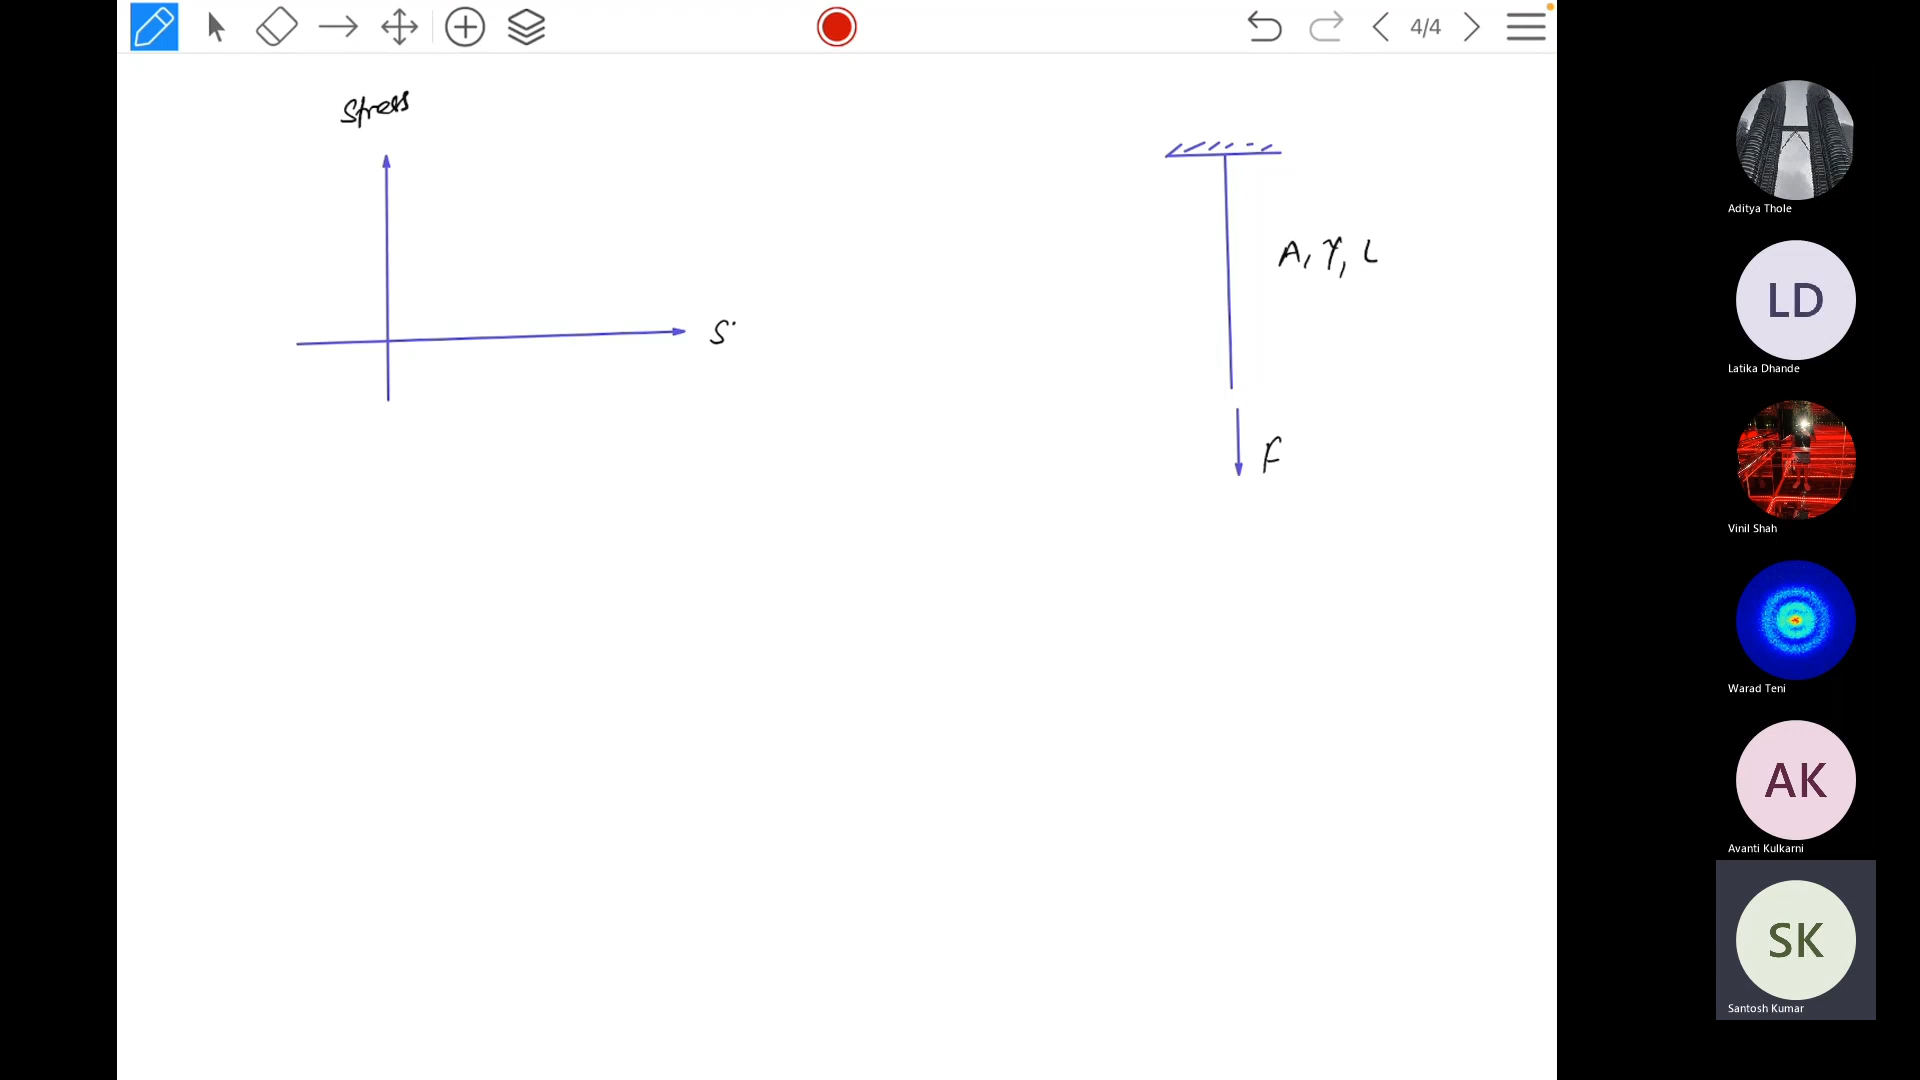 4/4
Stress
A, Y, L
S
F
Aditya Thole
LD
Latika Dhande
Vinil Shah
Warad Teni
AK
Avanti Kulkarni
SK
Santosh Kumar